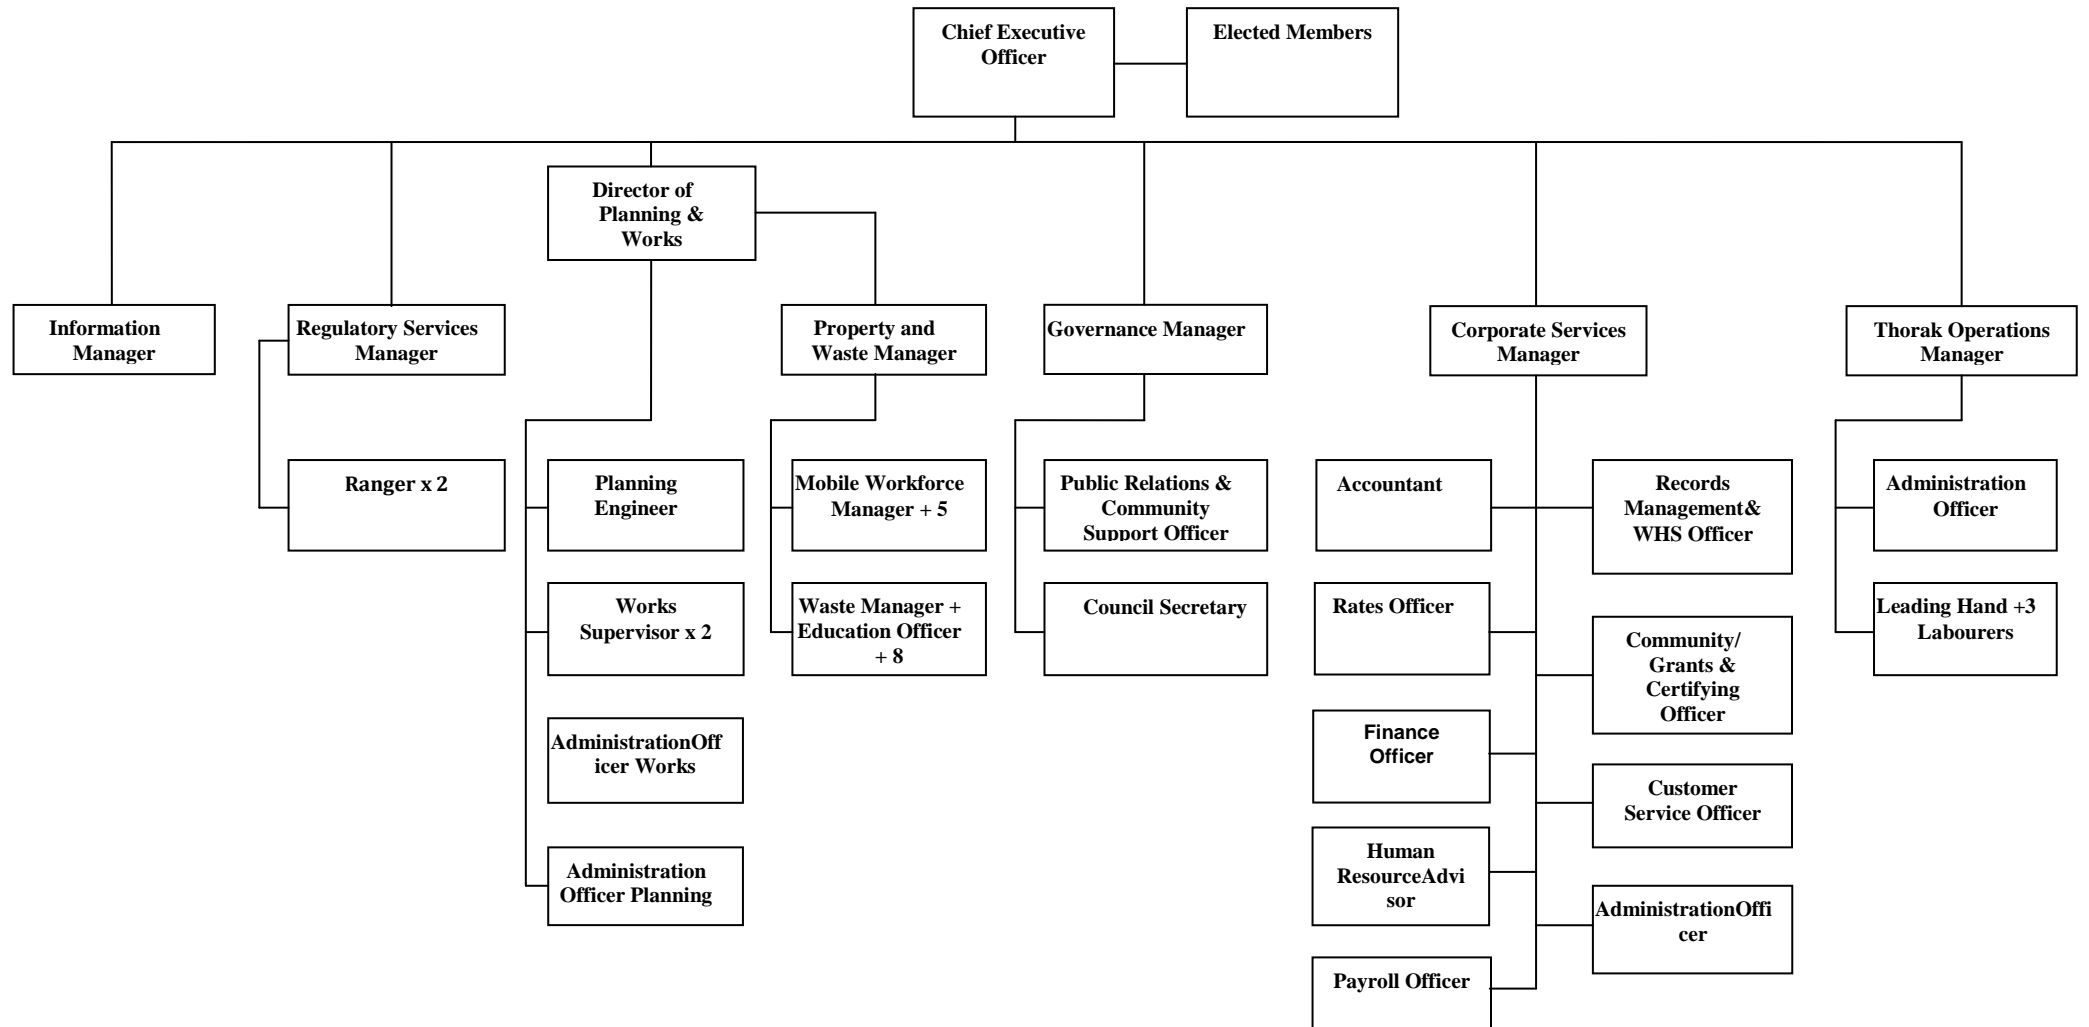 Chief Executive
Officer
Elected Members
Director of
Planning &
Works
Information
Manager
Regulatory Services
Manager
Property and
Waste Manager
Governance Manager
Corporate Services
Manager
Thorak Operations
Manager
Ranger x 2
Planning
Engineer
Mobile Workforce
Manager + 5
Public Relations &
Community
Support Officer
Accountant
Records
Management&
WHS Officer
Administration
Officer
Works
Supervisor x 2
Waste Manager +
Education Officer
+ 8
Council Secretary
Rates Officer
Community/
Grants &
Certifying
Officer
Leading Hand +3
Labourers
AdministrationOff
icer Works
Finance
Officer
Customer
Service Officer
Administration
Officer Planning
Human
ResourceAdvi
sor
AdministrationOffi
cer
Payroll Officer